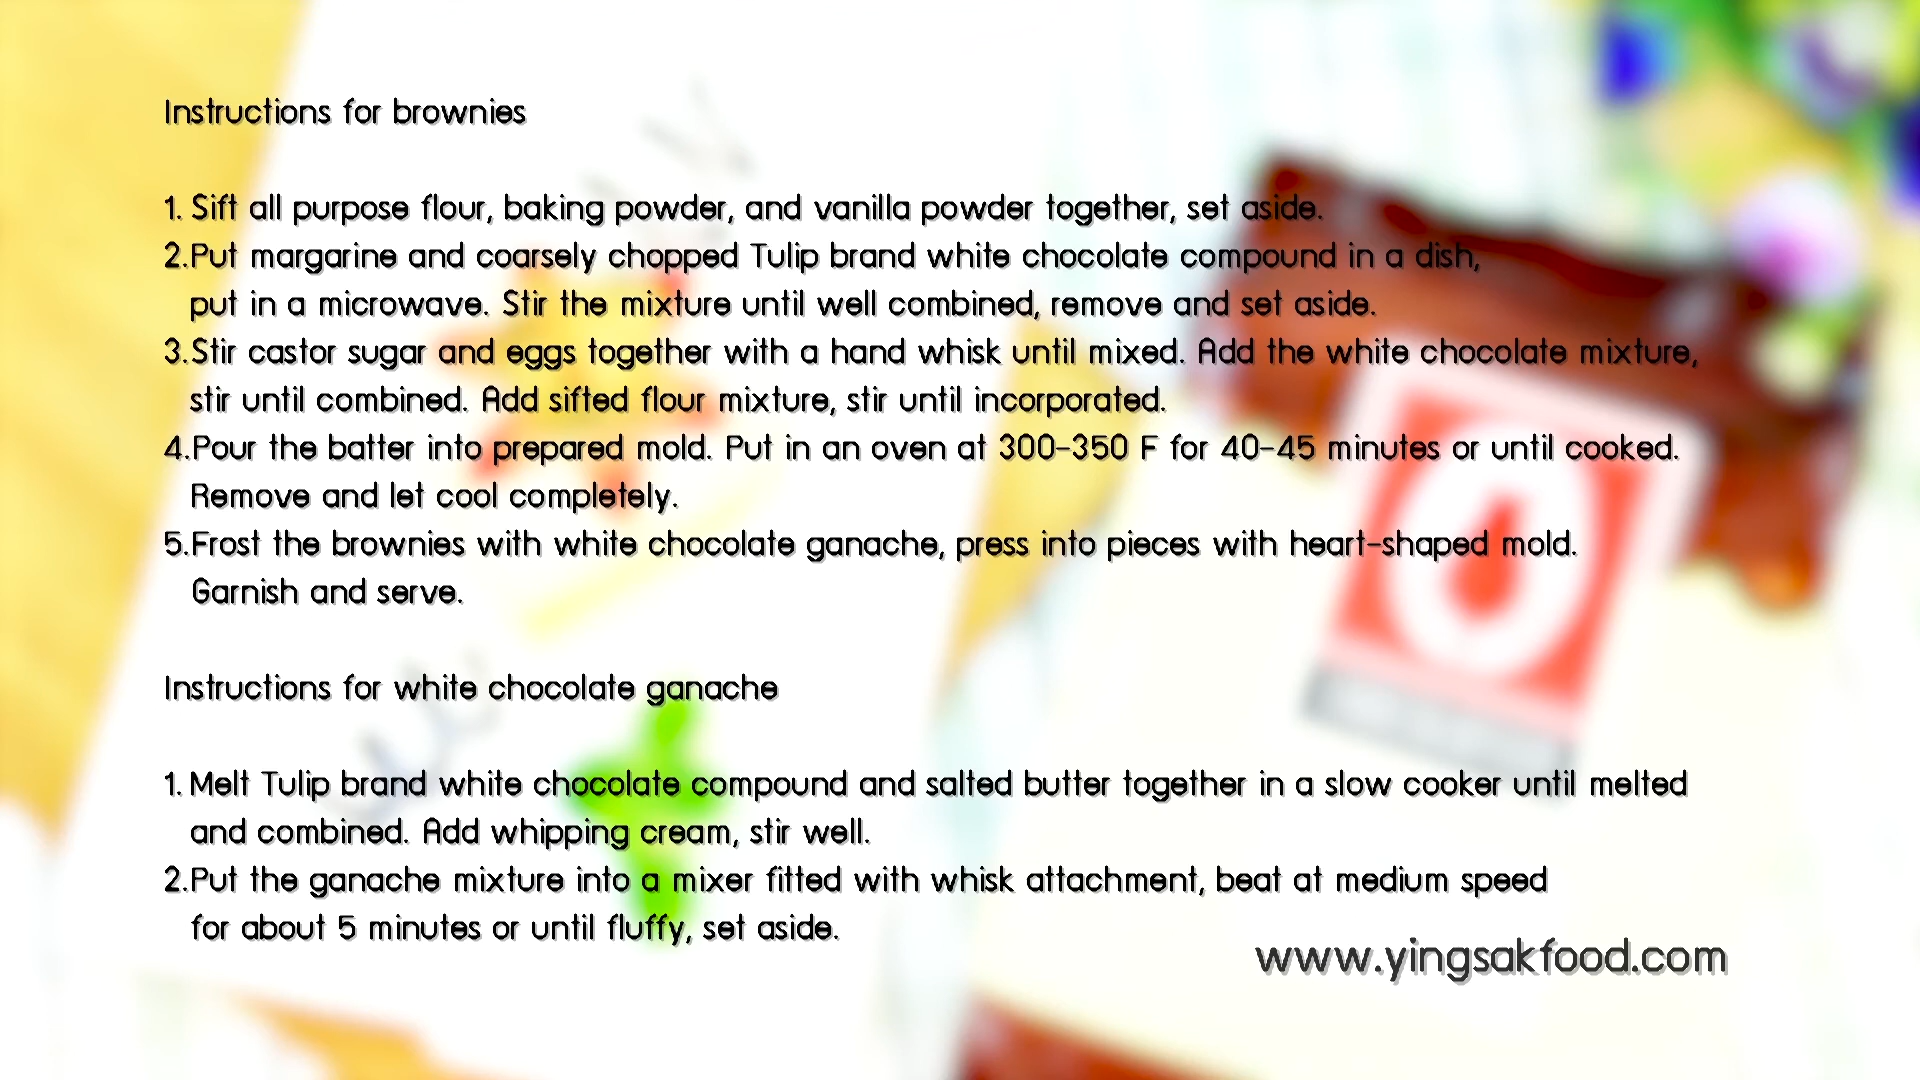 Instructions for brownies
1. Sift all purpose flour, baking powder, and vanilla powder together, set aside.
2.Put margarine and coarsely chopped Tulip brand white chocolate compound in a dish,
put in a microwave. Stir the mixture until well combined, remove and set aside.
3.Stir castor sugar and eggs together with a hand whisk until mixed. Add the white chocolate mixture,
stir until combined. Add sifted flour mixture, stir until incorporated.
4.Pour the batter into prepared mold. Put in an oven at 300-350 F for 40-45 minutes or until cooked.
Remove and let cool completely.
5.Frost the brownies with white chocolate ganache, press into pieces with heart-shaped mold.
Garnish and serve.
Instructions for white chocolate ganache
1. Melt Tulip brand white chocolate compound and salted butter together in a slow cooker until melted
and combined. Add whipping cream, stir well.
2.Put the ganache mixture into a mixer fitted with whisk attachment, beat at medium speed
for about 5 minutes or until fluffy, set aside.
www.yingsakfood.com